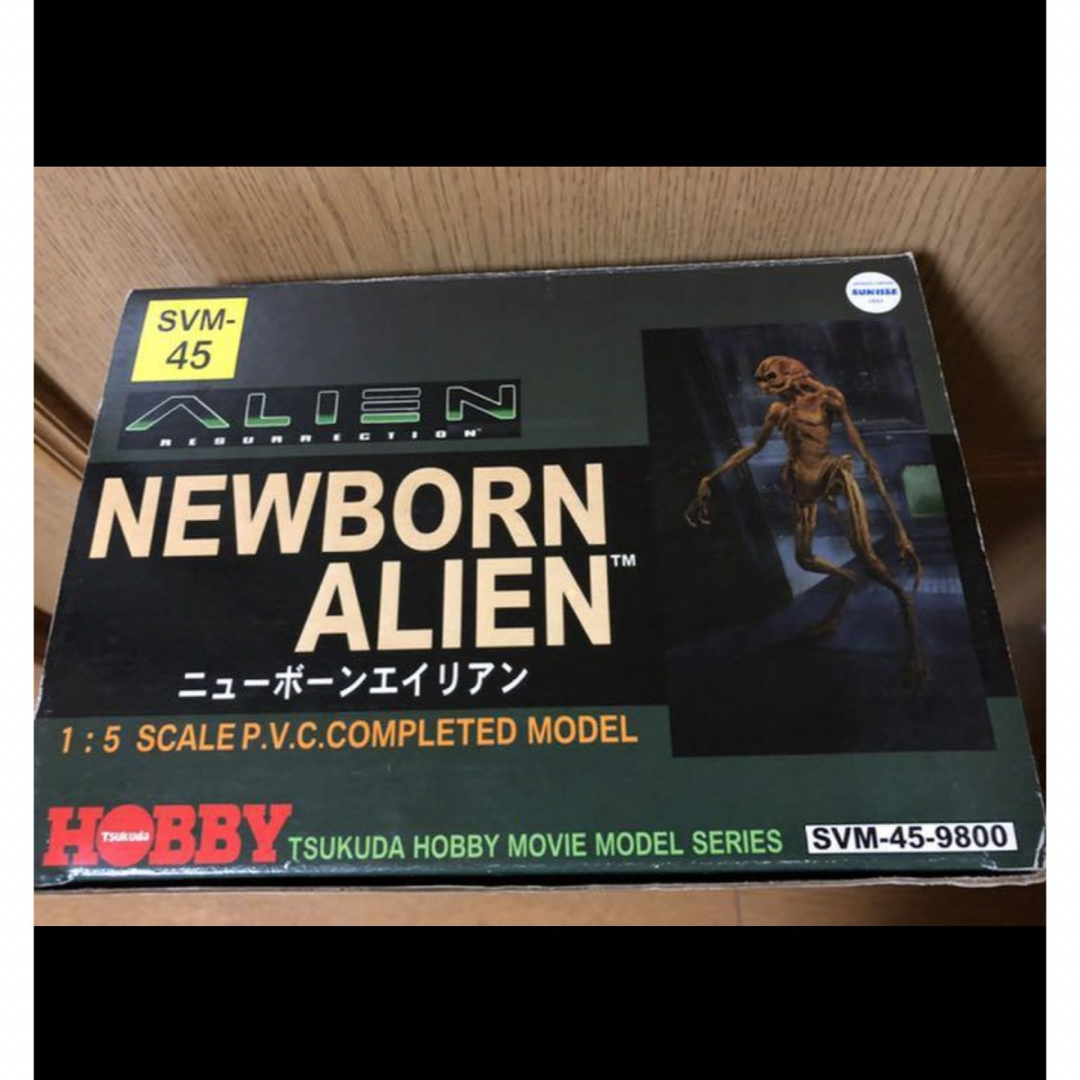 SVM-
45
ALIEN
RESURRECTION™
NEWBORN
ALIEN™
ニューボーンエイリアン
1:5 SCALE P.V.C.COMPLETED MODEL
HOBBY
Tsukuda
TSUKUDA HOBBY MOVIE MODEL SERIES
SVM-45-9800
SUNRISE